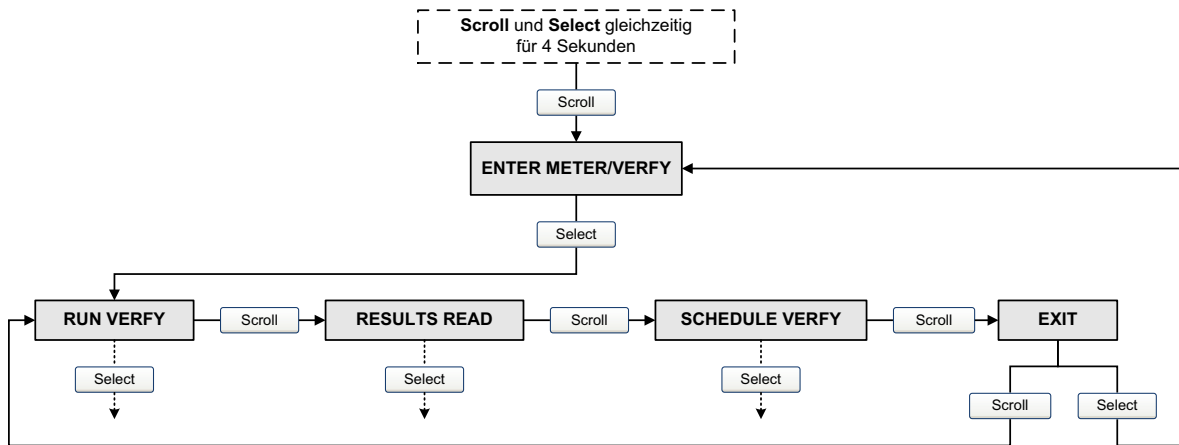 Scroll und Select gleichzeitig
für 4 Sekunden
Scroll
ENTER METER/VERFY
Select
RUN VERFY
Scroll
RESULTS READ
Scroll
SCHEDULE VERFY
Scroll
EXIT
Select
Select
Select
Scroll
Select